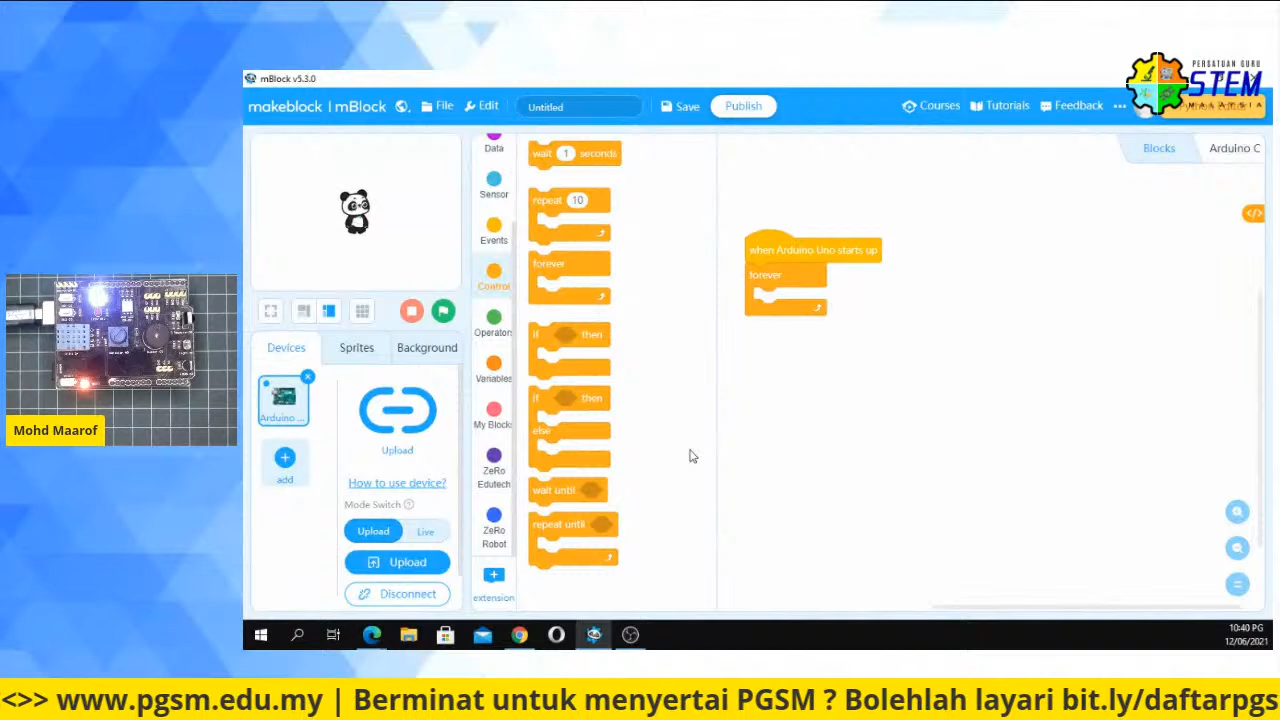 PERSATUAN GURU
STEM
MALAYSIA
mBlock v5.3.0
makeblock | mBlock
File
Edit
Untitled
Save
Publish
Courses
Tutorials
Feedback
Python Editor
Data
Sensor
Events
Control
Operators
Variables
My Blocks
ZeRo
Edutech
ZeRo
Robot
extension
wait 1 seconds
repeat 10
forever
if then
if then
else
wait until
repeat until
when Arduino Uno starts up
forever
Blocks
Arduino C
Devices
Sprites
Background
Arduino ...
add
Upload
How to use device?
Mode Switch
Upload
Live
Upload
Disconnect
Mohd Maarof
10:40 PG
12/06/2021
<>> www.pgsm.edu.my | Berminat untuk menyertai PGSM ? Bolehlah layari bit.ly/daftarpgs